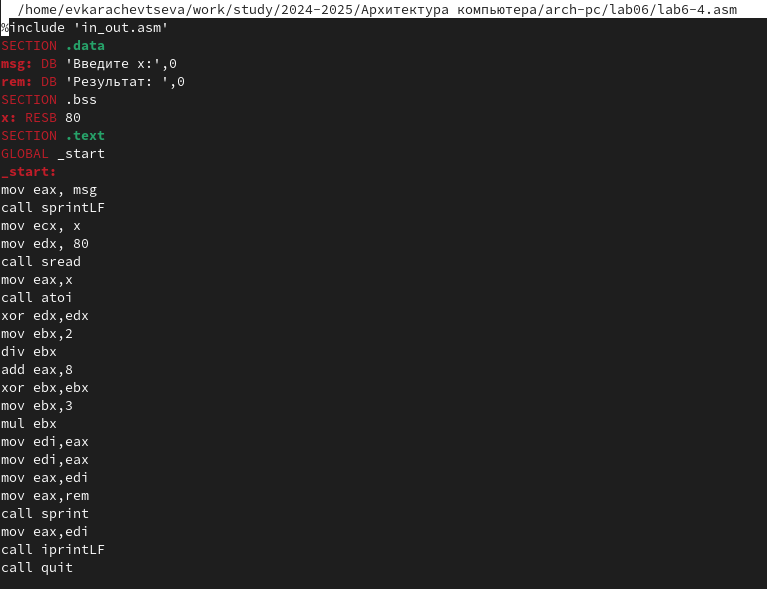 /home/evkarachevtseva/work/study/2024-2025/Архитектура компьютера/arch-pc/lab06/lab6-4.asm
%include 'in_out.asm'
SECTION .data
msg: DB 'Введите x:',0
rem: DB 'Результат: ',0
SECTION .bss
x: RESB 80
SECTION .text
GLOBAL _start
_start:
mov eax, msg
call sprintLF
mov ecx, x
mov edx, 80
call sread
mov eax,x
call atoi
xor edx,edx
mov ebx,2
div ebx
add eax,8
xor ebx,ebx
mov ebx,3
mul ebx
mov edi,eax
mov edi,eax
mov eax,edi
mov eax,rem
call sprint
mov eax,edi
call iprintLF
call quit